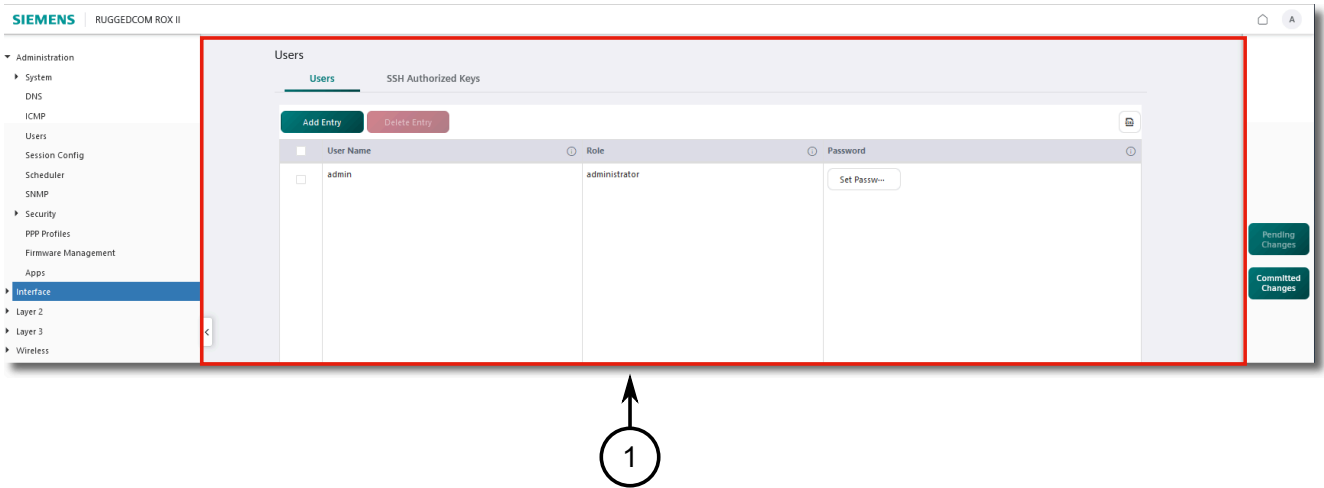 SIEMENS RUGGEDCOM ROX II A
Administration
System
DNS
ICMP
Users
Session Config
Scheduler
SNMP
Security
PPP Profiles
Firmware Management
Apps
Interface
Layer 2
Layer 3
Wireless
Users
Users SSH Authorized Keys
Add Entry Delete Entry
User Name Role Password
admin administrator Set Passw···
Pending
Changes
Committed
Changes
1